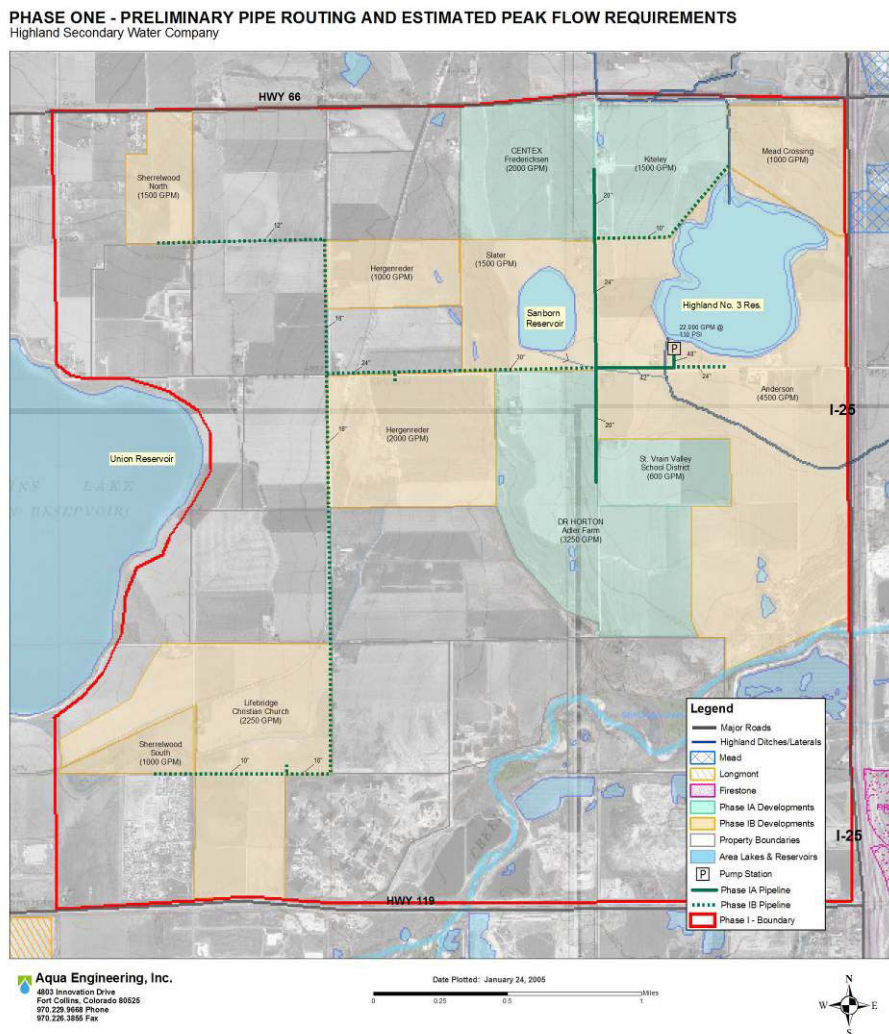 PHASE ONE - PRELIMINARY PIPE ROUTING AND ESTIMATED PEAK FLOW REQUIREMENTS
Highland Secondary Water Company
HWY 66
CENTEX
Fredericksen
(2000 GPM)
Kiteley
(1500 GPM)
Mead Crossing
(1000 GPM)
Sherrelwood
North
(1500 GPM)
20"
12"
10"
Slater
(1500 GPM)
Hergenreder
(1000 GPM)
24"
Sanborn
Reservoir
Highland No. 3 Res.
18"
22,000 GPM @
130 PSI
P
48"
24"
30"
42"
24"
Anderson
(4500 GPM)
I-25
20"
18"
Hergenreder
(2000 GPM)
Union Reservoir
St. Vrain Valley
School District
(600 GPM)
LAKE
RESERVOIR)
DR HORTON
Adler Farm
(3250 GPM)
Lifebridge
Christian Church
(2250 GPM)
Sherrelwood
South
(1000 GPM)
10"
10"
I-25
HWY 119
Legend
Major Roads
Highland Ditches/Laterals
Mead
Longmont
Firestone
Phase IA Developments
Phase IB Developments
Property Boundaries
Area Lakes & Reservoirs
P Pump Station
Phase IA Pipeline
Phase IB Pipeline
Phase I - Boundary
Aqua Engineering, Inc.
4803 Innovation Drive
Fort Collins, Colorado 80525
970.229.9668 Phone
970.226.3855 Fax
Date Plotted: January 24, 2005
Miles
0 0.25 0.5 1
N
W E
S